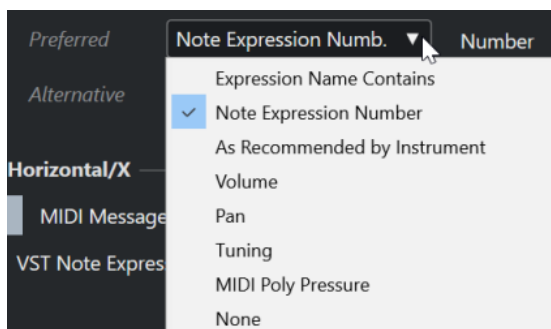 Preferred Note Expression Numb. Number
Alternative
Expression Name Contains
Note Expression Number
As Recommended by Instrument
Volume
Pan
Tuning
MIDI Poly Pressure
None
Horizontal/X
MIDI Message
VST Note Expres